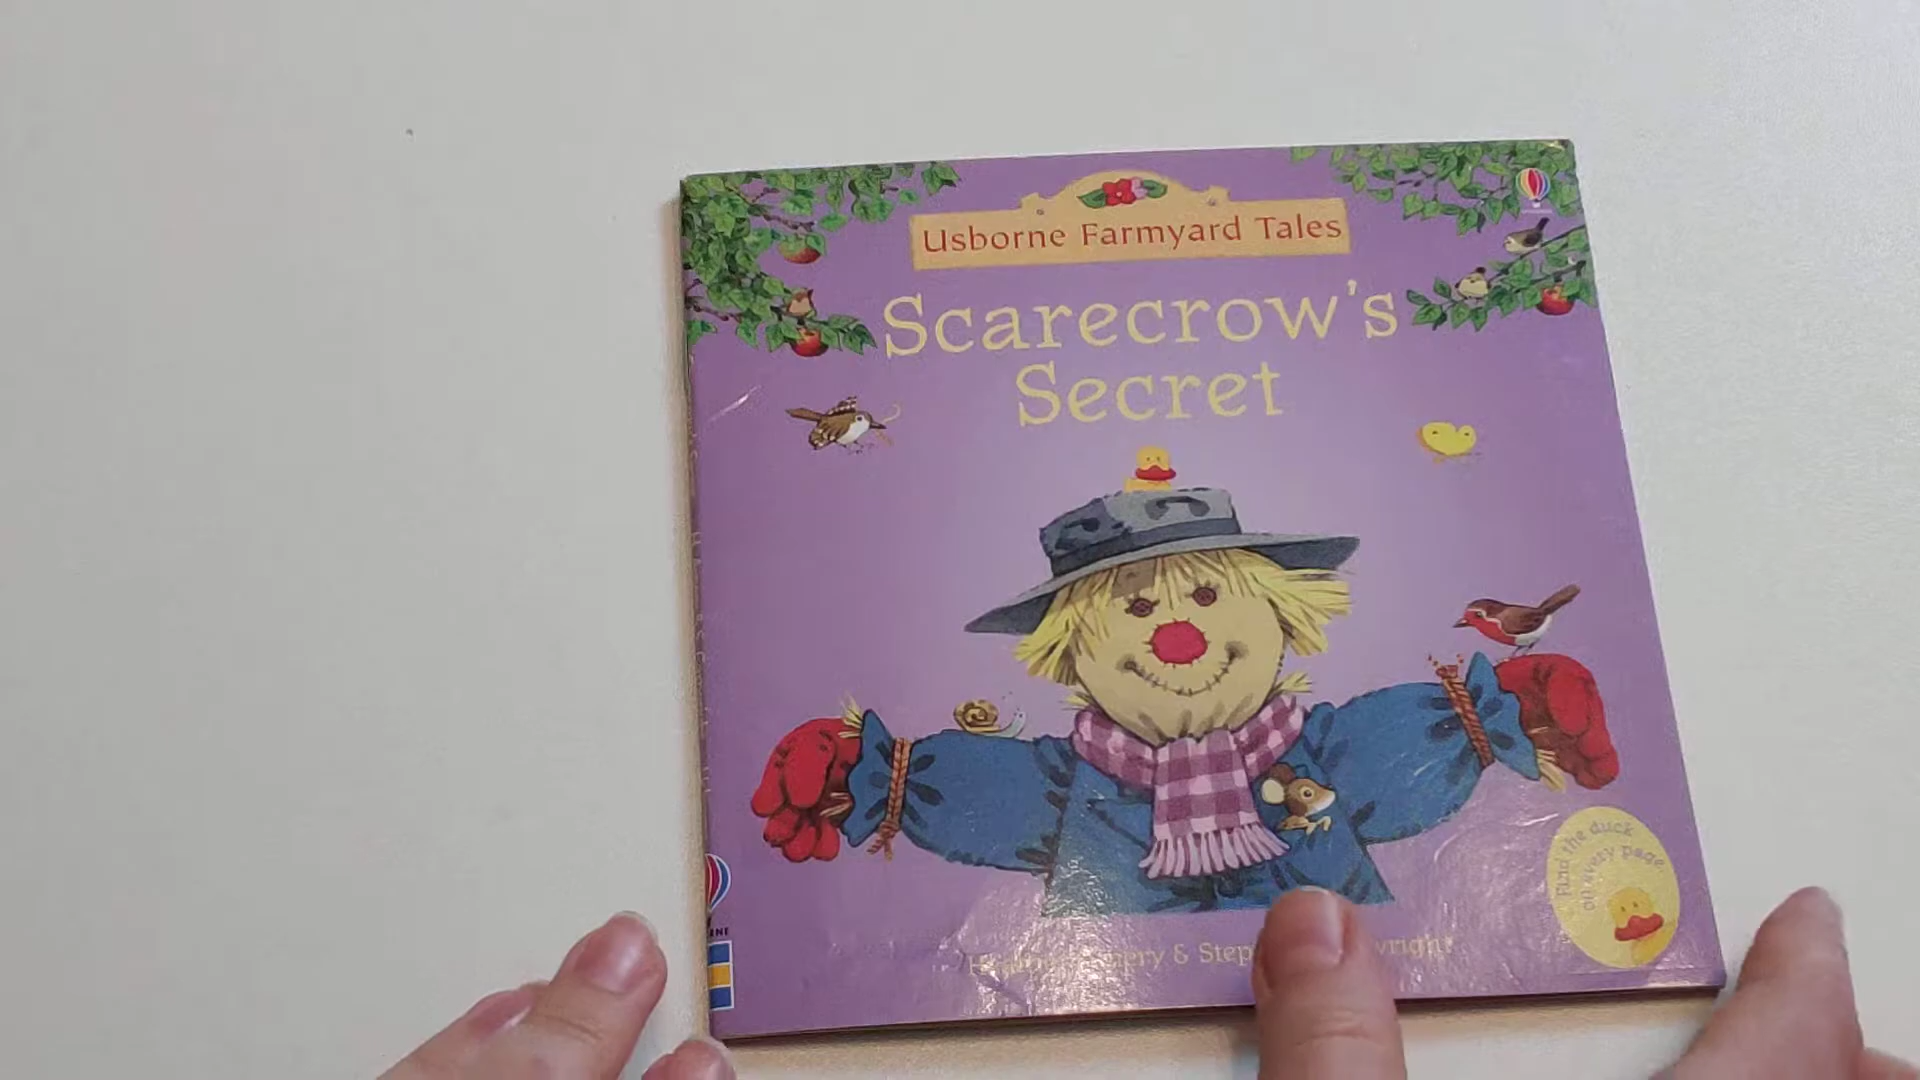 Usborne Farmyard Tales
Scarecrow's
Secret
Find the duck
on every page
&